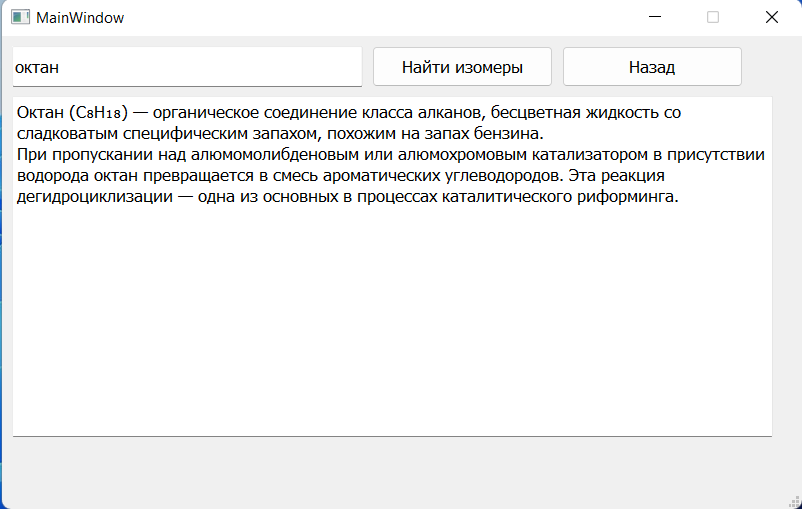 MainWindow
октан
Найти изомеры
Назад
Октан (C₈H₁₈) — органическое соединение класса алканов, бесцветная жидкость со
сладковатым специфическим запахом, похожим на запах бензина.
При пропускании над алюмомолибденовым или алюмохромовым катализатором в присутствии
водорода октан превращается в смесь ароматических углеводородов. Эта реакция
дегидроциклизации — одна из основных в процессах каталитического риформинга.